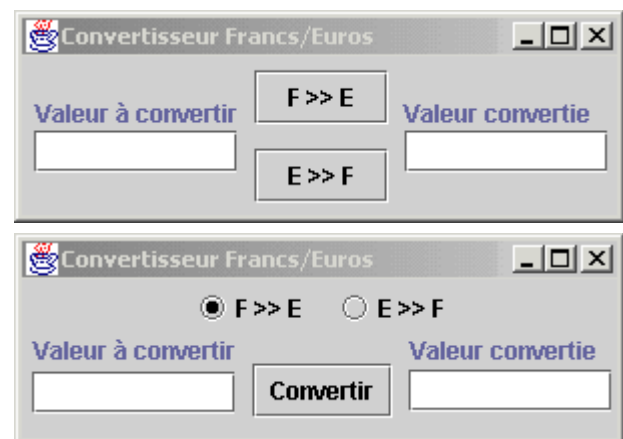 Convertisseur Francs/Euros
F >> E
Valeur à convertir
Valeur convertie
E >> F
Convertisseur Francs/Euros
F >> E E >> F
Valeur à convertir Valeur convertie
Convertir